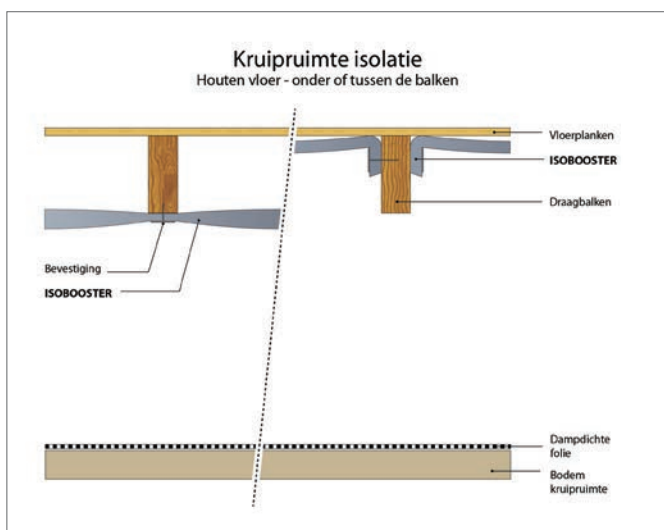 Kruipruimte isolatie
Houten vloer - onder of tussen de balken
Vloerplanken
ISOBOOSTER
Draagbalken
Bevestiging
ISOBOOSTER
Dampdichte
folie
Bodem
kruipruimte